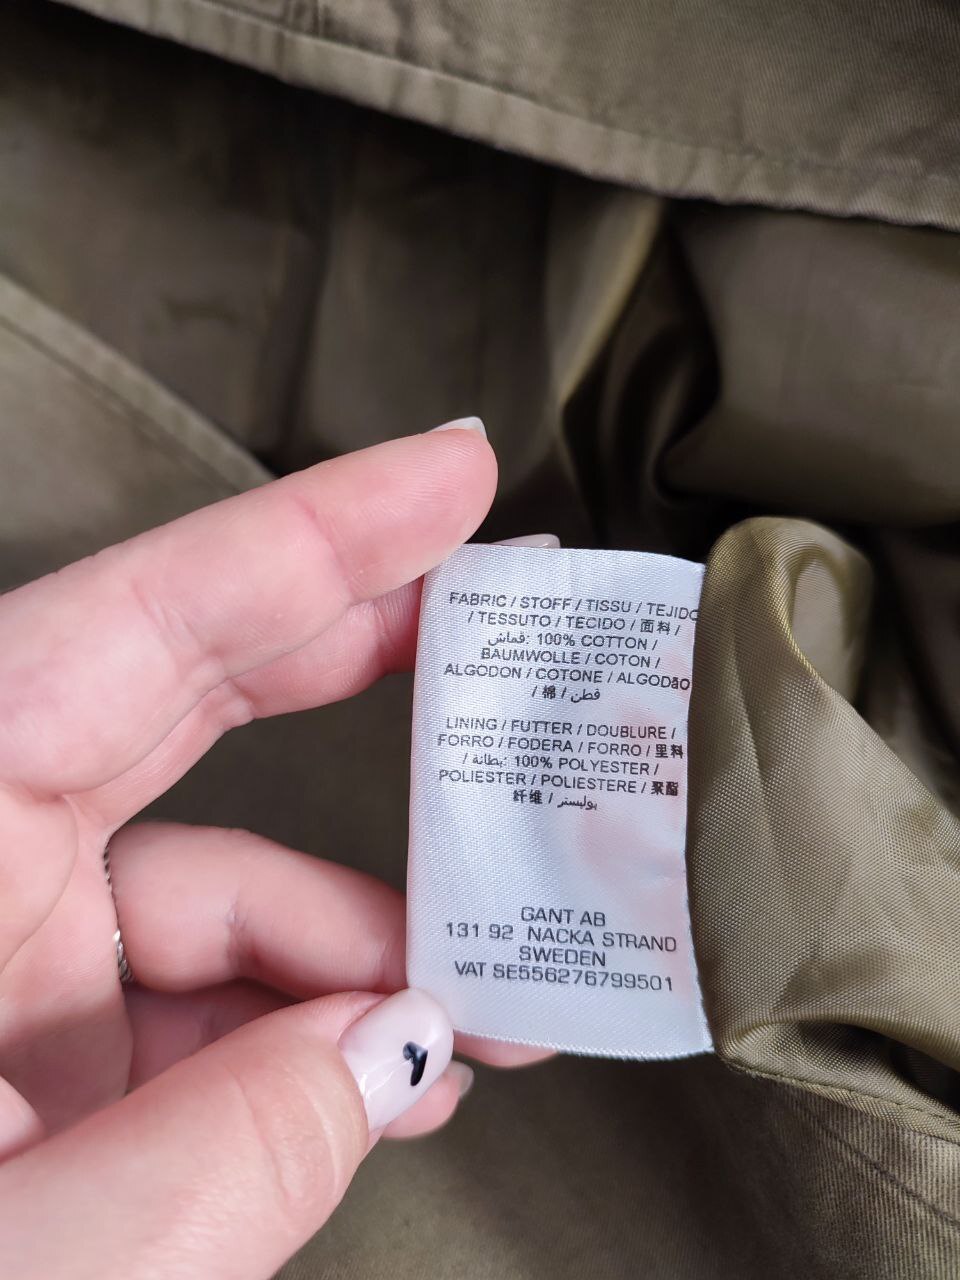 FABRIC / STOFF / TISSU / TEJIDO
/ TESSUTO / TECIDO / 面料 /
قماش: 100% COTTON /
BAUMWOLLE / COTON /
ALGODON / COTONE / ALGODãO
/ 棉 / قطن
LINING / FUTTER / DOUBLURE /
FORRO / FODERA / FORRO / 里料
/ بطانة: 100% POLYESTER /
POLIESTER / POLIESTERE / 聚酯
纤维 / بوليستر
GANT AB
131 92 NACKA STRAND
SWEDEN
VAT SE556276799501